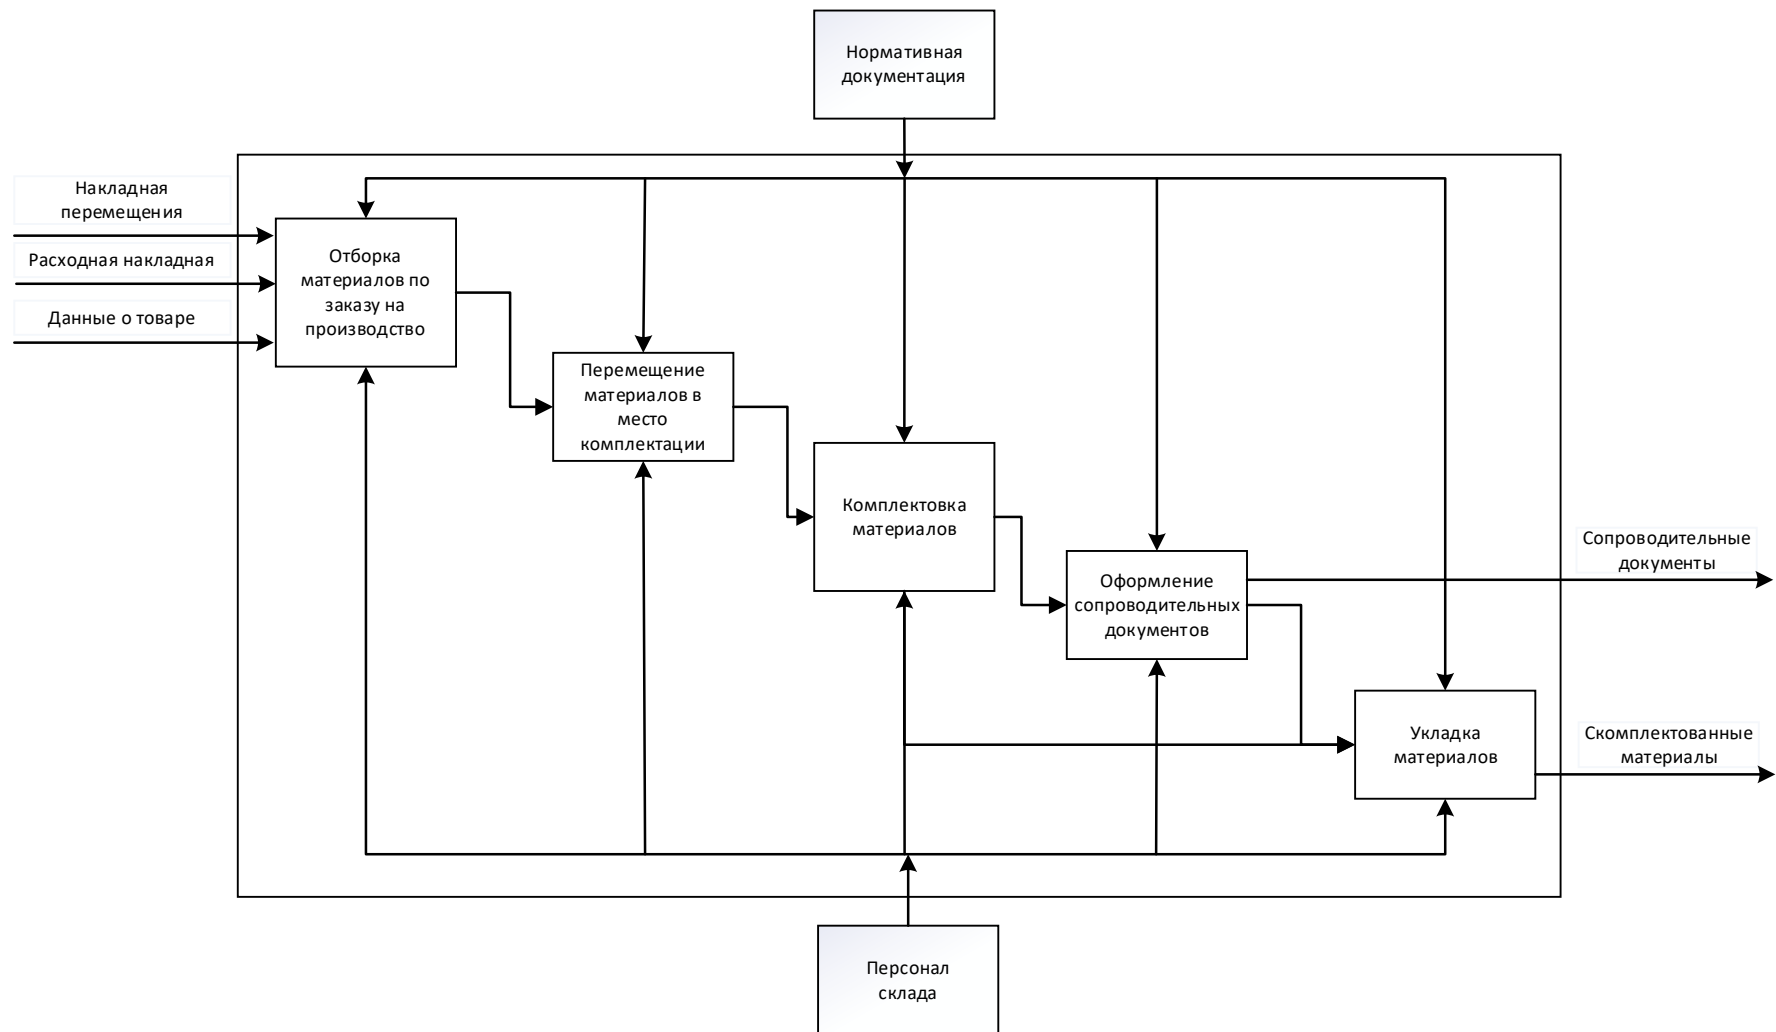 Нормативная
документация
Накладная
перемещения
Расходная накладная
Данные о товаре
Отборка
материалов по
заказу на
производство
Перемещение
материалов в
место
комплектации
Комплектовка
материалов
Оформление
сопроводительных
документов
Сопроводительные
документы
Укладка
материалов
Скомплектованные
материалы
Персонал
склада